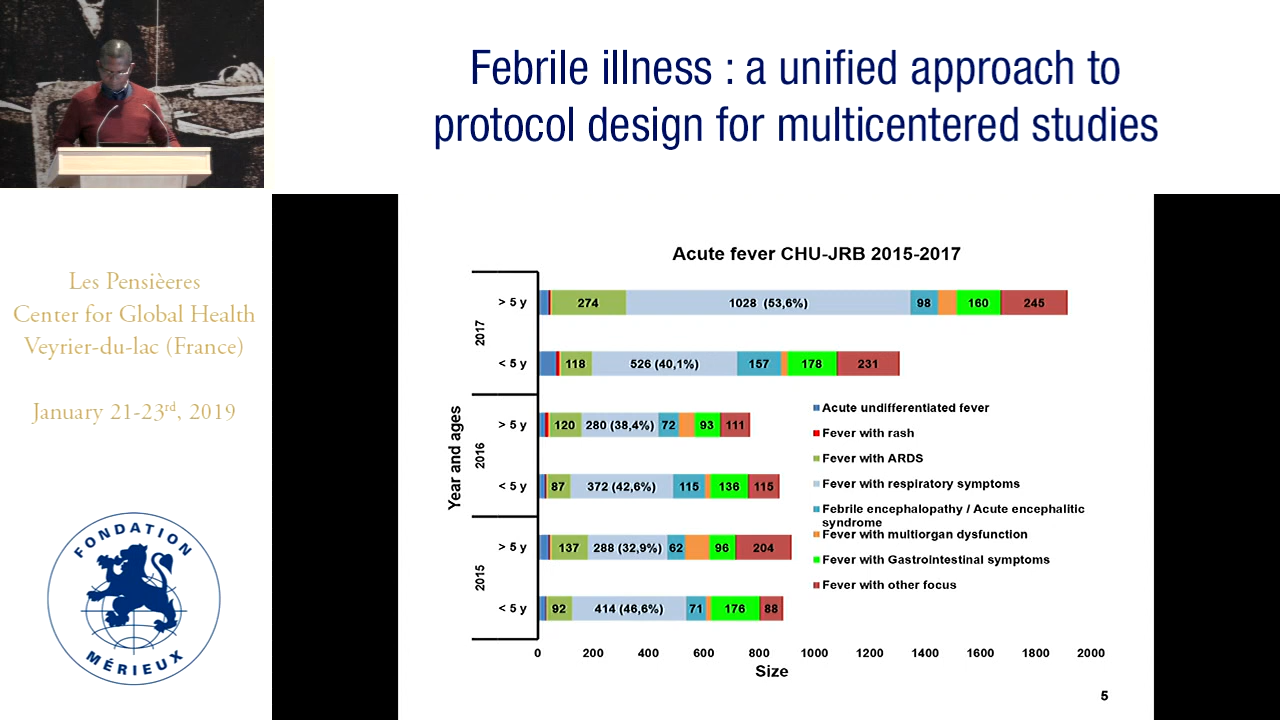 Febrile illness : a unified approach to
protocol design for multicentered studies
Les Pensièeres
Center for Global Health
Veyrier-du-lac (France)
January 21-23rd, 2019
FONDATION
MÉRIEUX
Acute fever CHU-JRB 2015-2017
Year and ages
2017
> 5 y
274
1028 (53,6%)
98
160
245
< 5 y
118
526 (40,1%)
157
178
231
2016
> 5 y
120
280 (38,4%)
72
93
111
< 5 y
87
372 (42,6%)
115
136
115
2015
> 5 y
137
288 (32,9%)
62
96
204
< 5 y
92
414 (46,6%)
71
176
88
Acute undifferentiated fever
Fever with rash
Fever with ARDS
Fever with respiratory symptoms
Febrile encephalopathy / Acute encephalitic
syndrome
Fever with multiorgan dysfunction
Fever with Gastrointestinal symptoms
Fever with other focus
0 200 400 600 800 1000 1200 1400 1600 1800 2000
Size
5